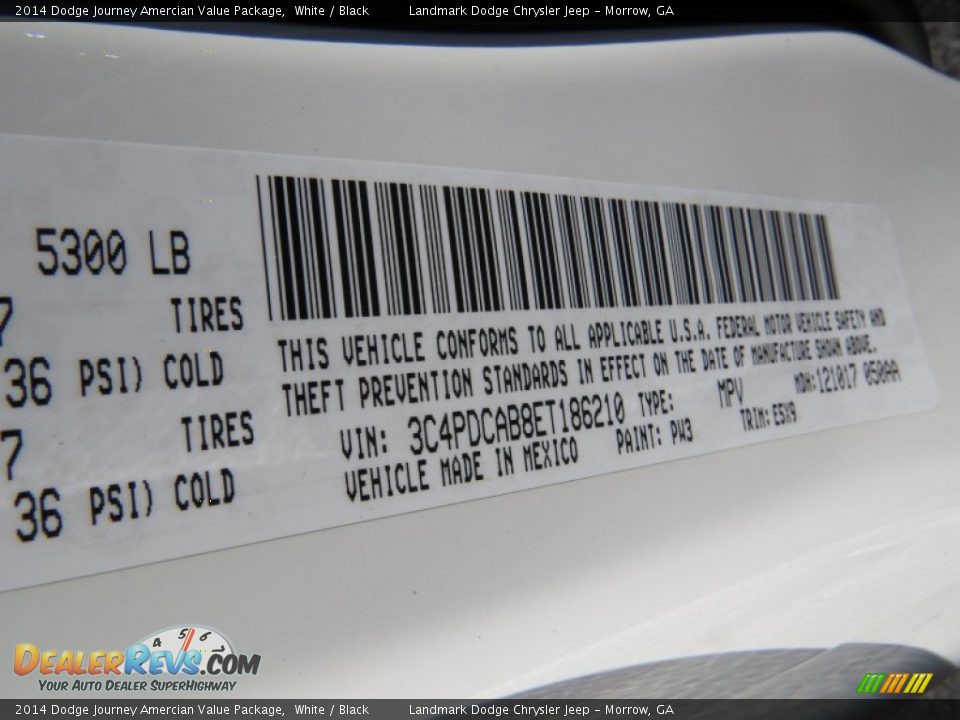 2014 Dodge Journey Amercian Value Package, White / Black Landmark Dodge Chrysler Jeep - Morrow, GA
5300 LB
7 TIRES
36 PSI) COLD
7 TIRES
36 PSI) COLD
THIS VEHICLE CONFORMS TO ALL APPLICABLE U.S.A. FEDERAL MOTOR VEHICLE SAFETY AND
THEFT PREVENTION STANDARDS IN EFFECT ON THE DATE OF MANUFACTURE SHOWN ABOVE.
VIN: 3C4PDCAB8ET186210 TYPE: MPV MDH:121017 050AA
VEHICLE MADE IN MEXICO PAINT: PW3 TRIM: E5X9
4 5 6
DEALERREVS.COM
YOUR AUTO DEALER SUPERHIGHWAY
2014 Dodge Journey Amercian Value Package, White / Black Landmark Dodge Chrysler Jeep - Morrow, GA